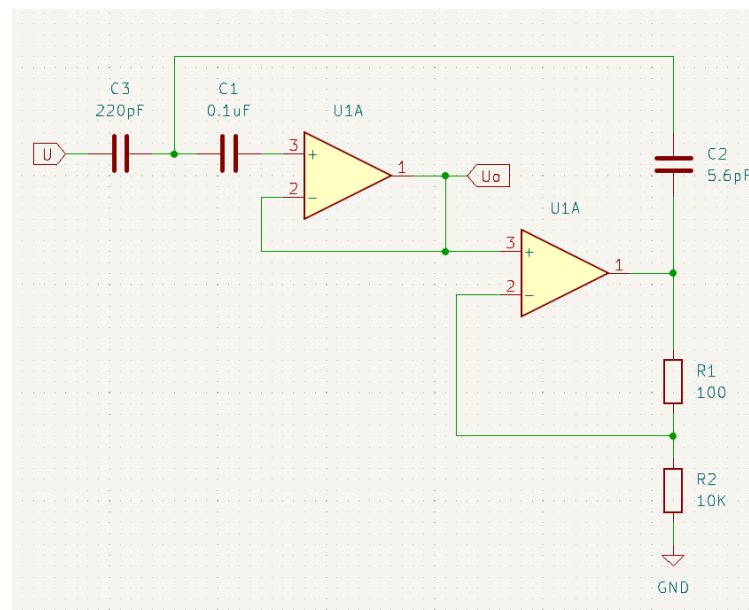 C3
220pF
C1
0.1uF
U1A
U
3
+
2
−
1
Uo
C2
5.6pF
U1A
3
+
2
−
1
R1
100
R2
10K
GND